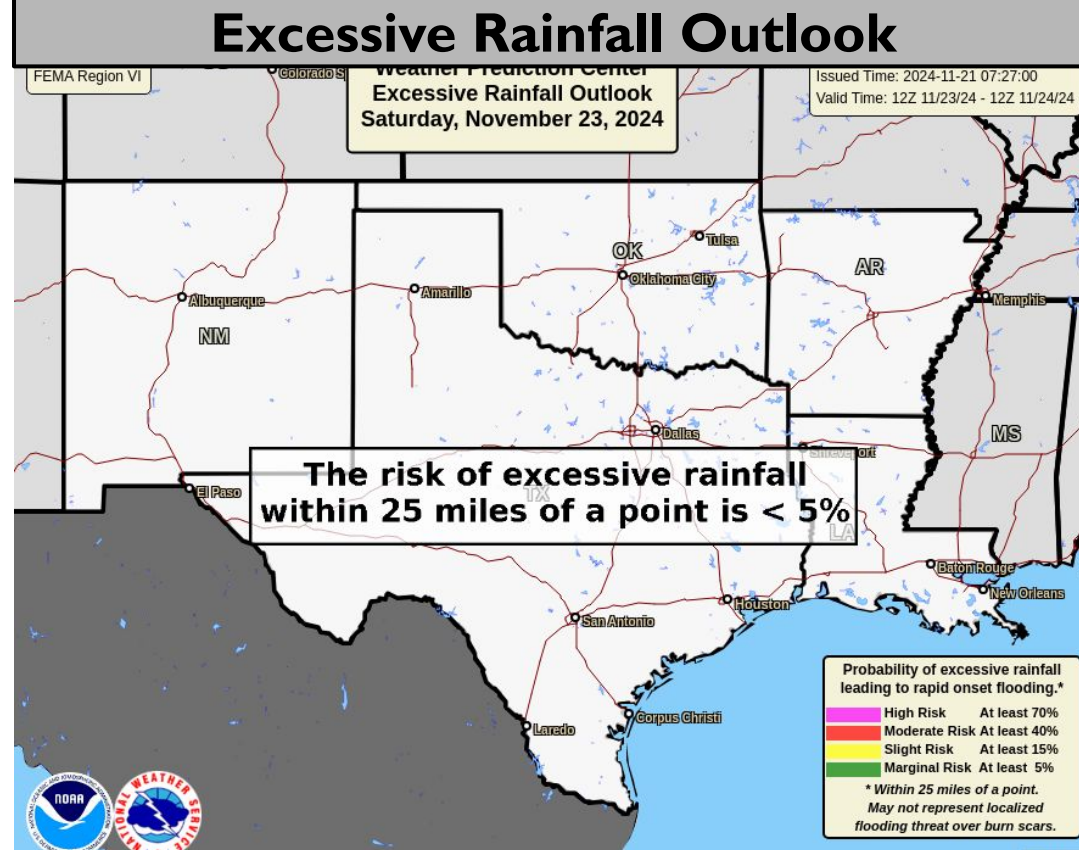 Excessive Rainfall Outlook
FEMA Region VI
Colorado S
Weather Prediction Center
Excessive Rainfall Outlook
Saturday, November 23, 2024
Issued Time: 2024-11-21 07:27:00
Valid Time: 12Z 11/23/24 - 12Z 11/24/24
OK
Tulsa
Oklahoma City
AR
Amarillo
Albuquerque
Memphis
NM
Dallas
MS
Shreveport
The risk of excessive rainfall
within 25 miles of a point is < 5%
El Paso
TX
LA
Baton Rouge
New Orleans
Houston
San Antonio
Corpus Christi
Laredo
Probability of excessive rainfall
leading to rapid onset flooding.*
High Risk At least 70%
Moderate Risk At least 40%
Slight Risk At least 15%
Marginal Risk At least 5%
* Within 25 miles of a point.
May not represent localized
flooding threat over burn scars.
NOAA
NATIONAL WEATHER SERVICE